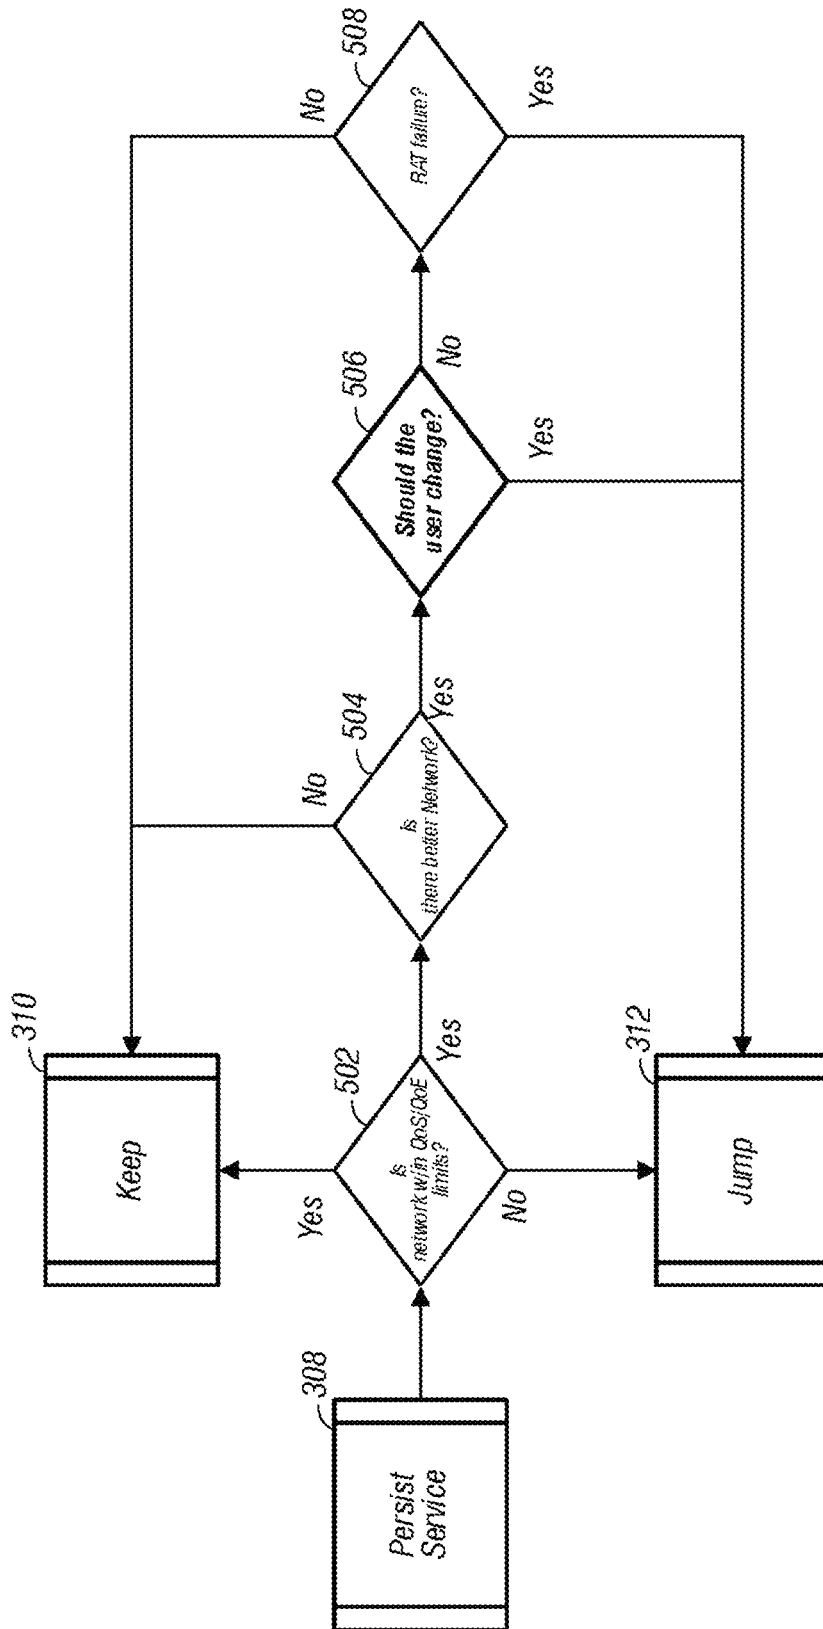 308
Persist
Service
502
Is
network w/in QoS/QoE
limits?
Yes
No
Yes
310
Keep
312
Jump
504
Is
there better Network?
No
Yes
506
Should the
user change?
No
Yes
508
RAT failure?
No
Yes